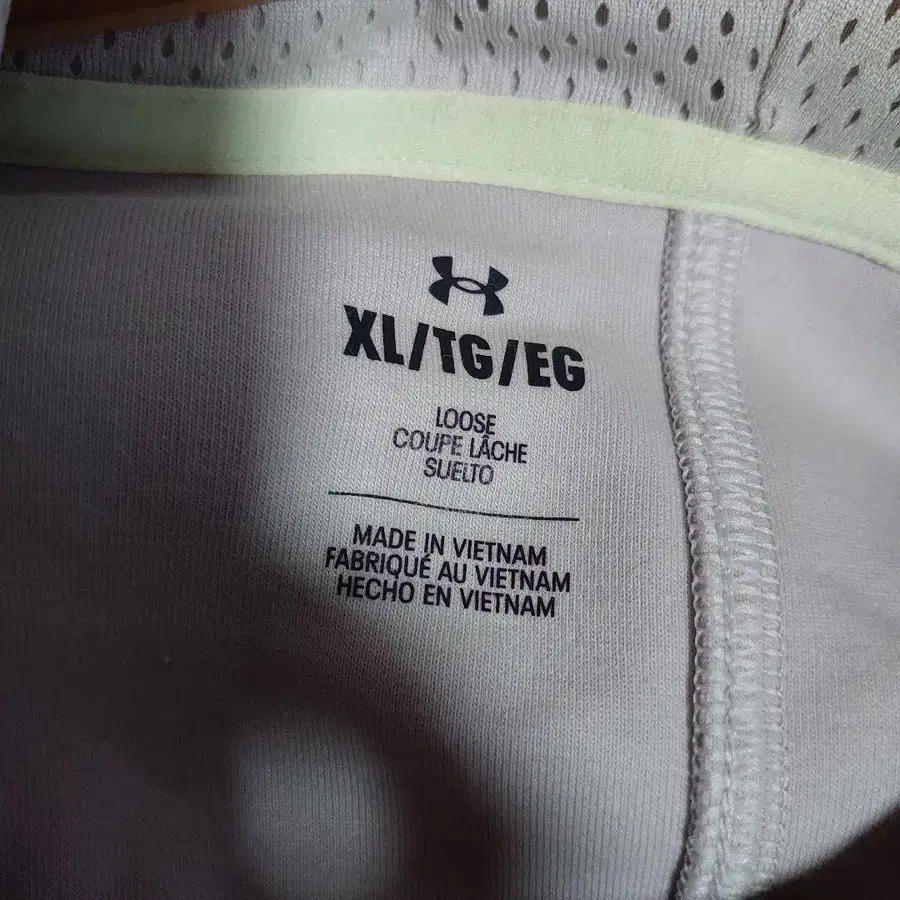 XL/TG/EG
LOOSE
COUPE LÂCHE
SUELTO
MADE IN VIETNAM
FABRIQUÉ AU VIETNAM
HECHO EN VIETNAM